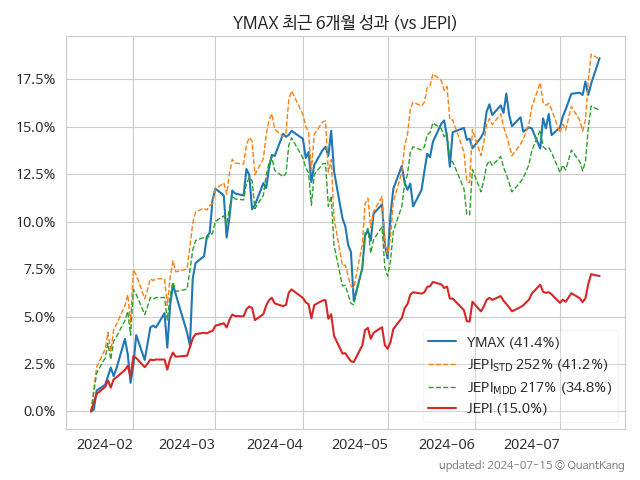 YMAX 최근 6개월 성과 (vs JEPI)
17.5%
15.0%
12.5%
10.0%
7.5%
5.0%
2.5%
0.0%
YMAX (41.4%)
JEPI_STD 252% (41.2%)
JEPI_MDD 217% (34.8%)
JEPI (15.0%)
2024-02 2024-03 2024-04 2024-05 2024-06 2024-07
updated: 2024-07-15 © QuantKang